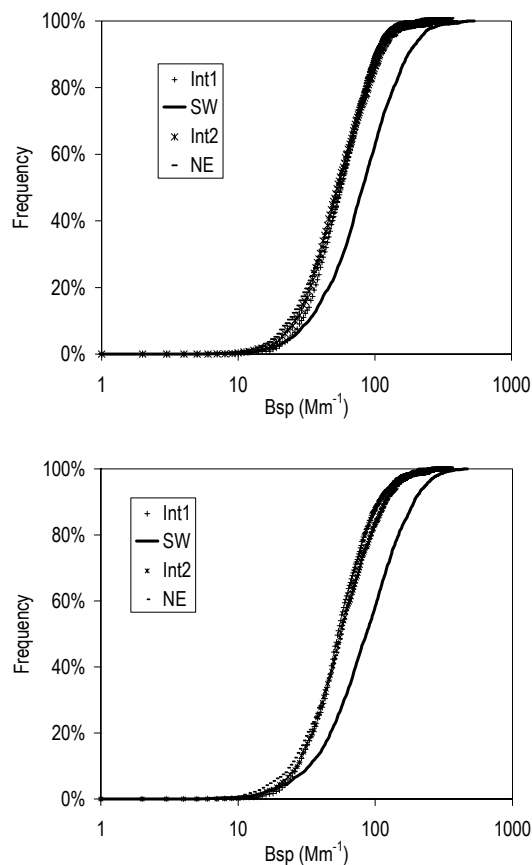 100%
80%
60%
40%
20%
0%
Frequency
Int1
SW
Int2
NE
1
10
100
1000
Bsp (Mm⁻¹)
100%
80%
60%
40%
20%
0%
Frequency
Int1
SW
Int2
NE
1
10
100
1000
Bsp (Mm⁻¹)